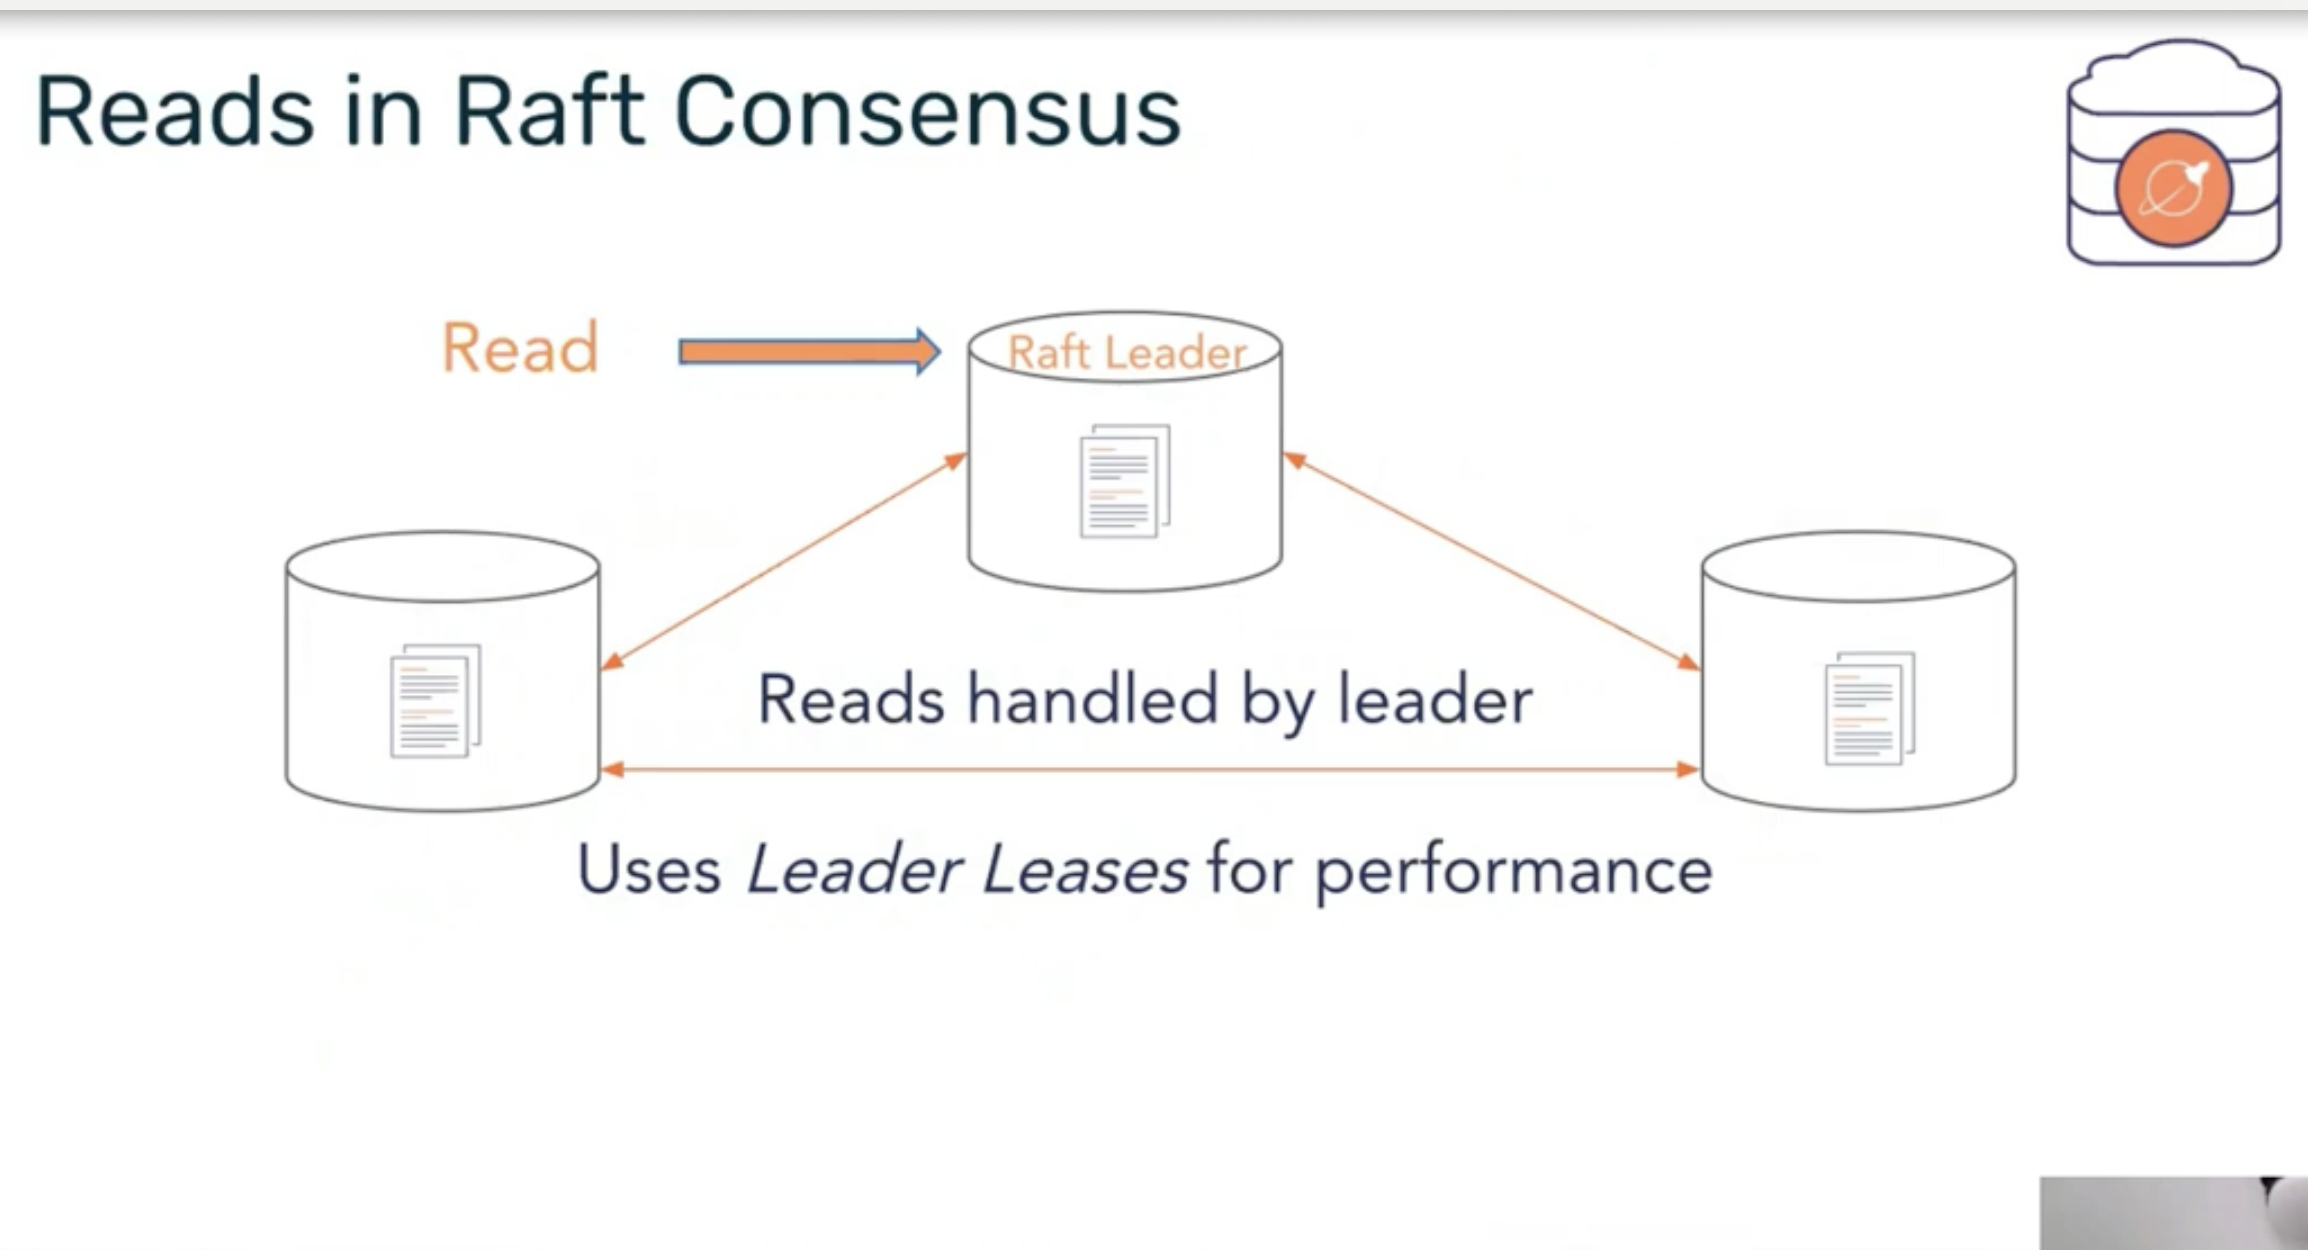 Reads in Raft Consensus
Read
Raft Leader
Reads handled by leader
Uses Leader Leases for performance